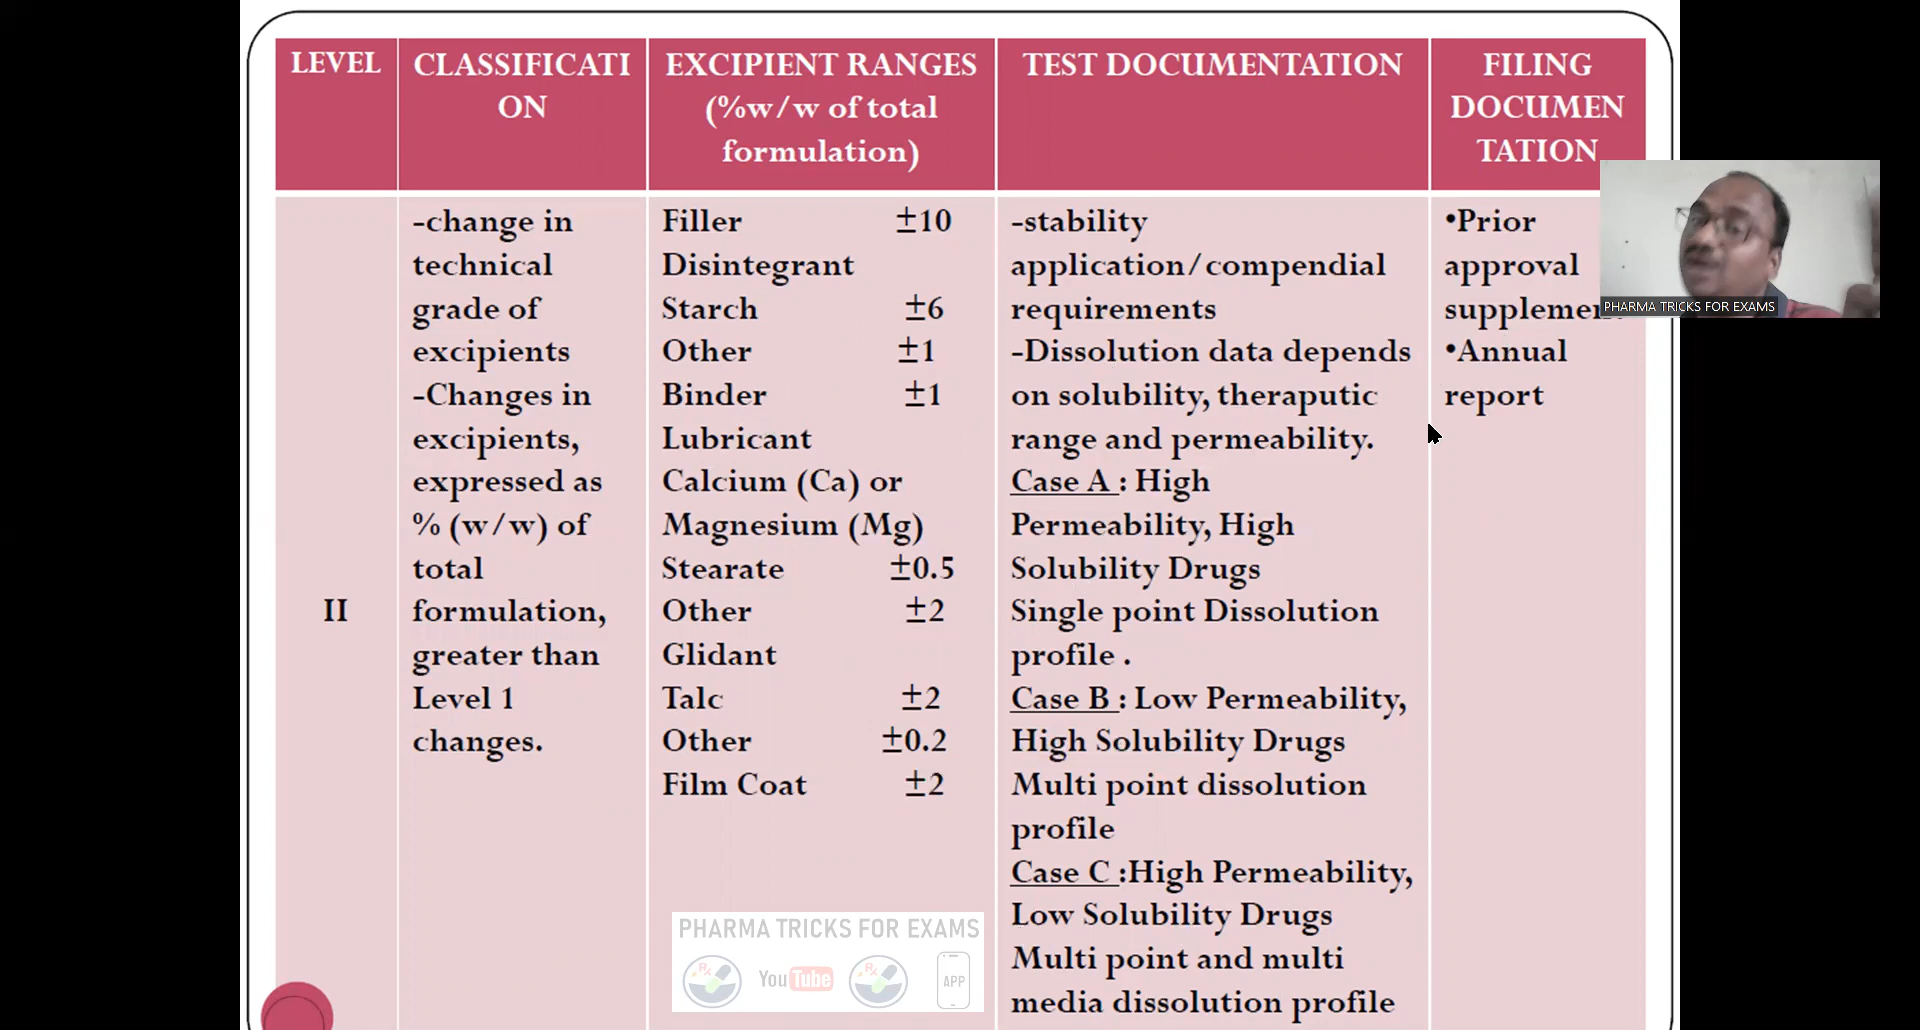 LEVEL
CLASSIFICATI
ON
EXCIPIENT RANGES
(%w/w of total
formulation)
TEST DOCUMENTATION
FILING
DOCUMEN
TATION
II
-change in
technical
grade of
excipients
-Changes in
excipients,
expressed as
% (w/w) of
total
formulation,
greater than
Level 1
changes.
Filler ±10
Disintegrant
Starch ±6
Other ±1
Binder ±1
Lubricant
Calcium (Ca) or
Magnesium (Mg)
Stearate ±0.5
Other ±2
Glidant
Talc ±2
Other ±0.2
Film Coat ±2
-stability
application/compendial
requirements
-Dissolution data depends
on solubility, theraputic
range and permeability.
Case A : High
Permeability, High
Solubility Drugs
Single point Dissolution
profile .
Case B : Low Permeability,
High Solubility Drugs
Multi point dissolution
profile
Case C :High Permeability,
Low Solubility Drugs
Multi point and multi
media dissolution profile
•Prior
approval
supplement
•Annual
report
PHARMA TRICKS FOR EXAMS
PHARMA TRICKS FOR EXAMS
Rx
YouTube
Rx
APP